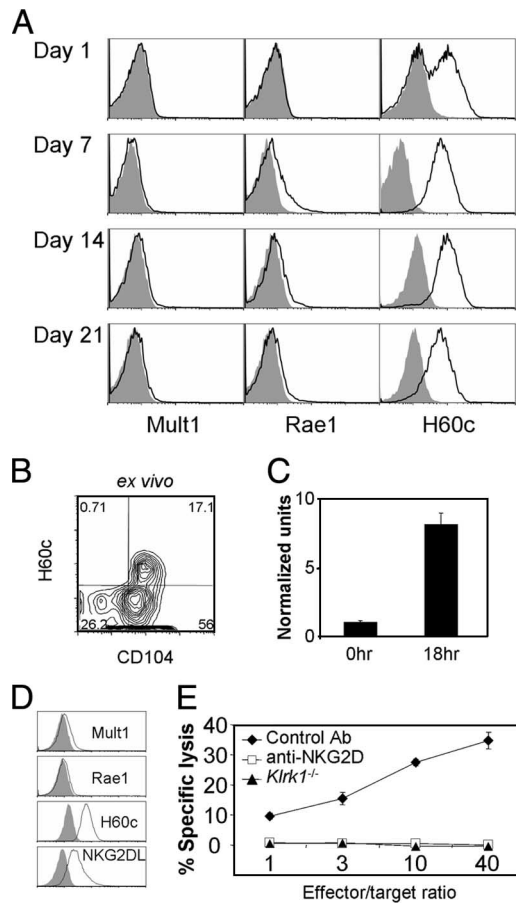 A
Day 1
Day 7
Day 14
Day 21
Mult1 Rae1 H60c
B
ex vivo
0.71 17.1
H60c
26.2 56
CD104
C
Normalized units
10
5
0
0hr 18hr
D
Mult1
Rae1
H60c
NKG2DL
E
% Specific lysis
40
30
20
10
0
Control Ab
anti-NKG2D
Klrk1-/-
1 3 10 40
Effector/target ratio